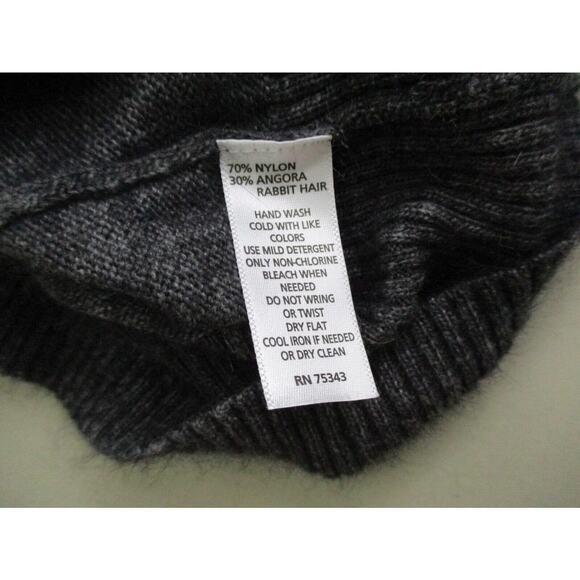 70% NYLON
30% ANGORA
RABBIT HAIR
HAND WASH
COLD WITH LIKE
COLORS
USE MILD DETERGENT
ONLY NON-CHLORINE
BLEACH WHEN
NEEDED
DO NOT WRING
OR TWIST
DRY FLAT
COOL IRON IF NEEDED
OR DRY CLEAN
RN 75343